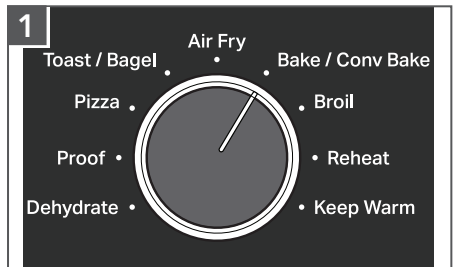 1
Air Fry
Toast / Bagel
Bake / Conv Bake
Pizza
Broil
Proof
Reheat
Dehydrate
Keep Warm